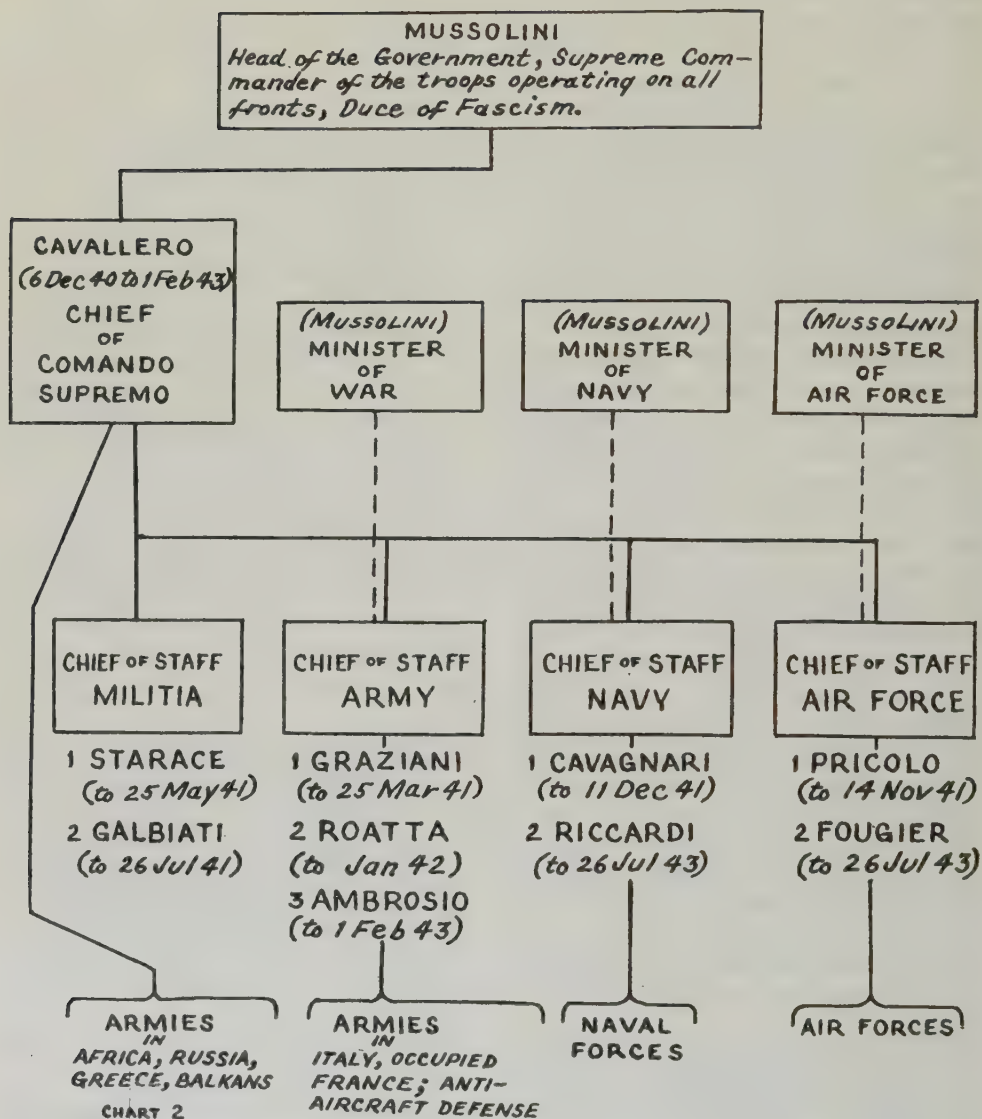 MUSSOLINI
Head of the Government, Supreme Com-
mander of the troops operating on all
fronts, Duce of Fascism.
CAVALLERO
(6 Dec 40 to 1 Feb 43)
CHIEF
OF
COMANDO
SUPREMO
(MUSSOLINI)
MINISTER
OF
WAR
(MUSSOLINI)
MINISTER
OF
NAVY
(MUSSOLINI)
MINISTER
OF
AIR FORCE
CHIEF OF STAFF
MILITIA
1 STARACE
(to 25 May 41)
2 GALBIATI
(to 26 Jul 41)
CHIEF OF STAFF
ARMY
1 GRAZIANI
(to 25 Mar 41)
2 ROATTA
(to Jan 42)
3 AMBROSIO
(to 1 Feb 43)
CHIEF OF STAFF
NAVY
1 CAVAGNARI
(to 11 Dec 41)
2 RICCARDI
(to 26 Jul 43)
CHIEF OF STAFF
AIR FORCE
1 PRICOLO
(to 14 Nov 41)
2 FOUGIER
(to 26 Jul 43)
ARMIES
IN
AFRICA, RUSSIA,
GREECE, BALKANS
ARMIES
IN
ITALY, OCCUPIED
FRANCE; ANTI-
AIRCRAFT DEFENSE
NAVAL
FORCES
AIR FORCES
CHART 2